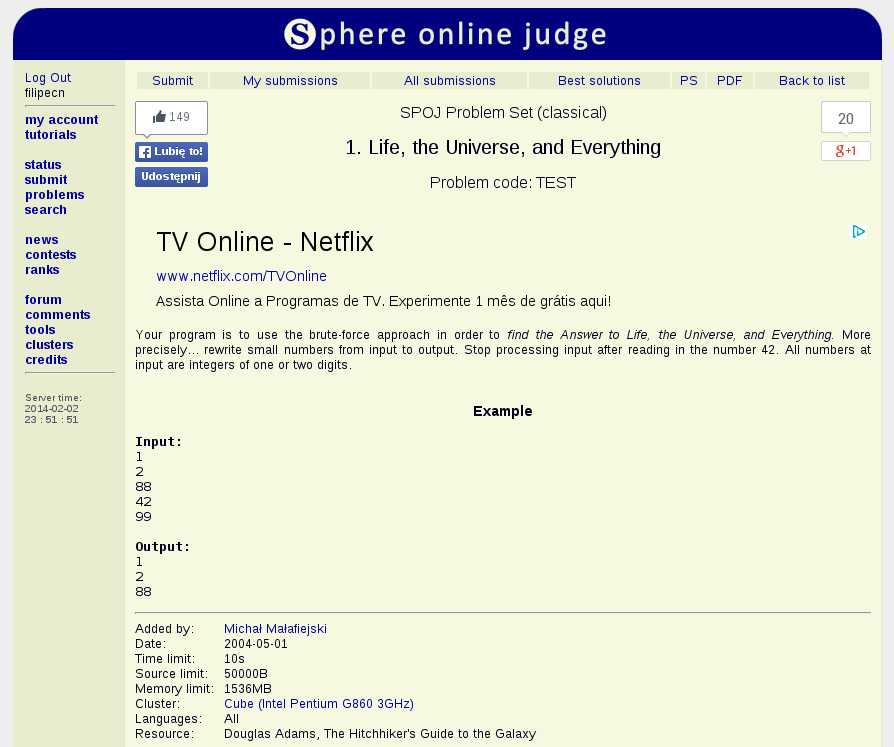 Sphere online judge
Log Out
filipecn
my account
tutorials
status
submit
problems
search
news
contests
ranks
forum
comments
tools
clusters
credits
Server time:
2014-02-02
23 : 51 : 51
Submit My submissions All submissions Best solutions PS PDF Back to list
149
Lubię to!
Udostępnij
SPOJ Problem Set (classical)
1. Life, the Universe, and Everything
Problem code: TEST
20
g+1
TV Online - Netflix
www.netflix.com/TVOnline
Assista Online a Programas de TV. Experimente 1 mês de grátis aqui!
Your program is to use the brute-force approach in order to find the Answer to Life, the Universe, and Everything. More
precisely... rewrite small numbers from input to output. Stop processing input after reading in the number 42. All numbers at
input are integers of one or two digits.
Example
Input:
1
2
88
42
99
Output:
1
2
88
Added by: Michał Małafiejski
Date: 2004-05-01
Time limit: 10s
Source limit: 50000B
Memory limit: 1536MB
Cluster: Cube (Intel Pentium G860 3GHz)
Languages: All
Resource: Douglas Adams, The Hitchhiker's Guide to the Galaxy